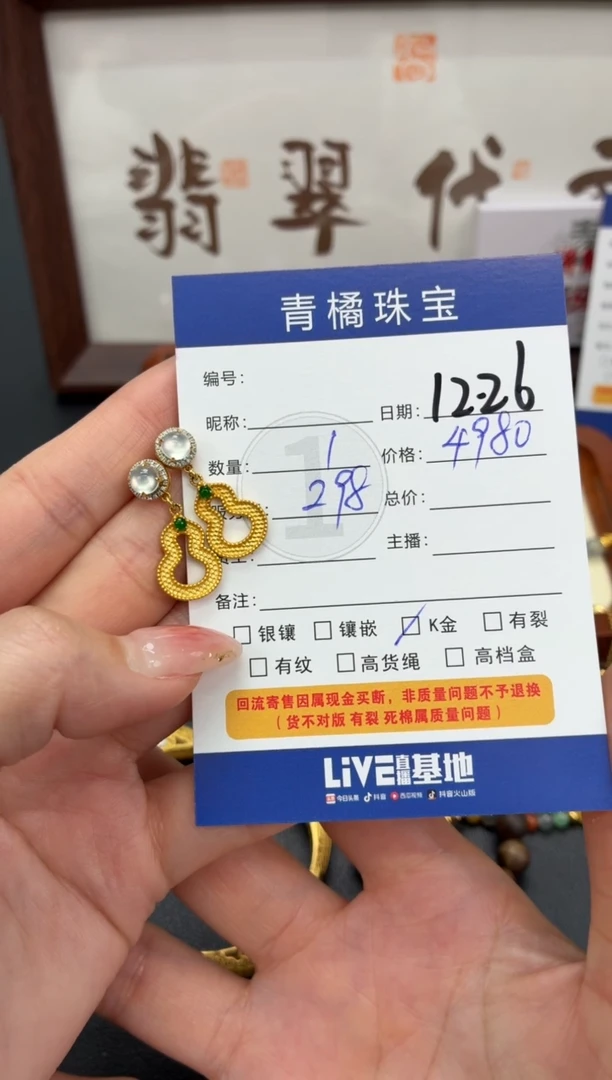 翡翠代
青橘珠宝
编号:
昵称:
日期: 12.26
数量: 1
价格: 4980
298
总价:
主播:
备注:
银镶 镶嵌 K金 有裂
有纹 高货绳 高档盒
回流寄售因属现金买断,非质量问题不予退换
(货不对版 有裂 死棉属质量问题)
LIVE直播基地
今日头条 抖音 西瓜视频 抖音火山版
1